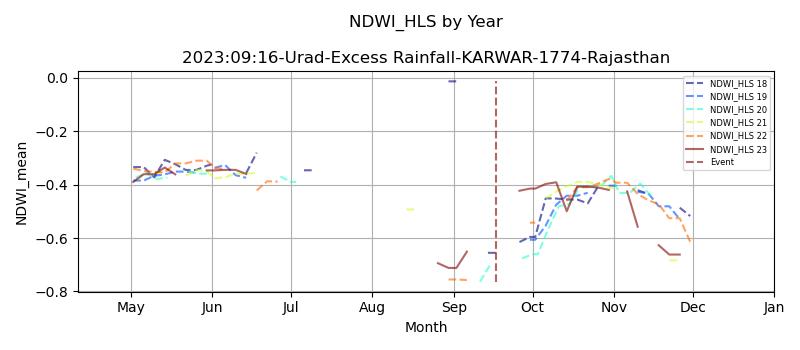 NDWI_HLS by Year
2023:09:16-Urad-Excess Rainfall-KARWAR-1774-Rajasthan
0.0
−0.2
−0.4
−0.6
−0.8
NDWI_mean
NDWI_HLS 18
NDWI_HLS 19
NDWI_HLS 20
NDWI_HLS 21
NDWI_HLS 22
NDWI_HLS 23
Event
May Jun Jul Aug Sep Oct Nov Dec Jan
Month